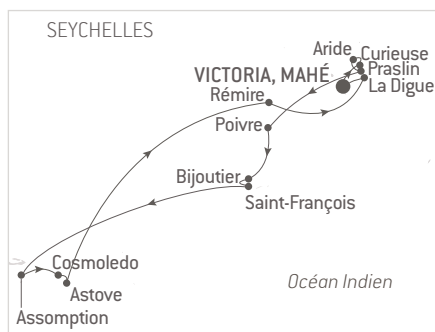 SEYCHELLES
Aride
Curieuse
Praslin
VICTORIA, MAHÉ
La Digue
Rémire
Poivre
Bijoutier
Saint-François
Cosmoledo
Astove
Océan Indien
Assomption